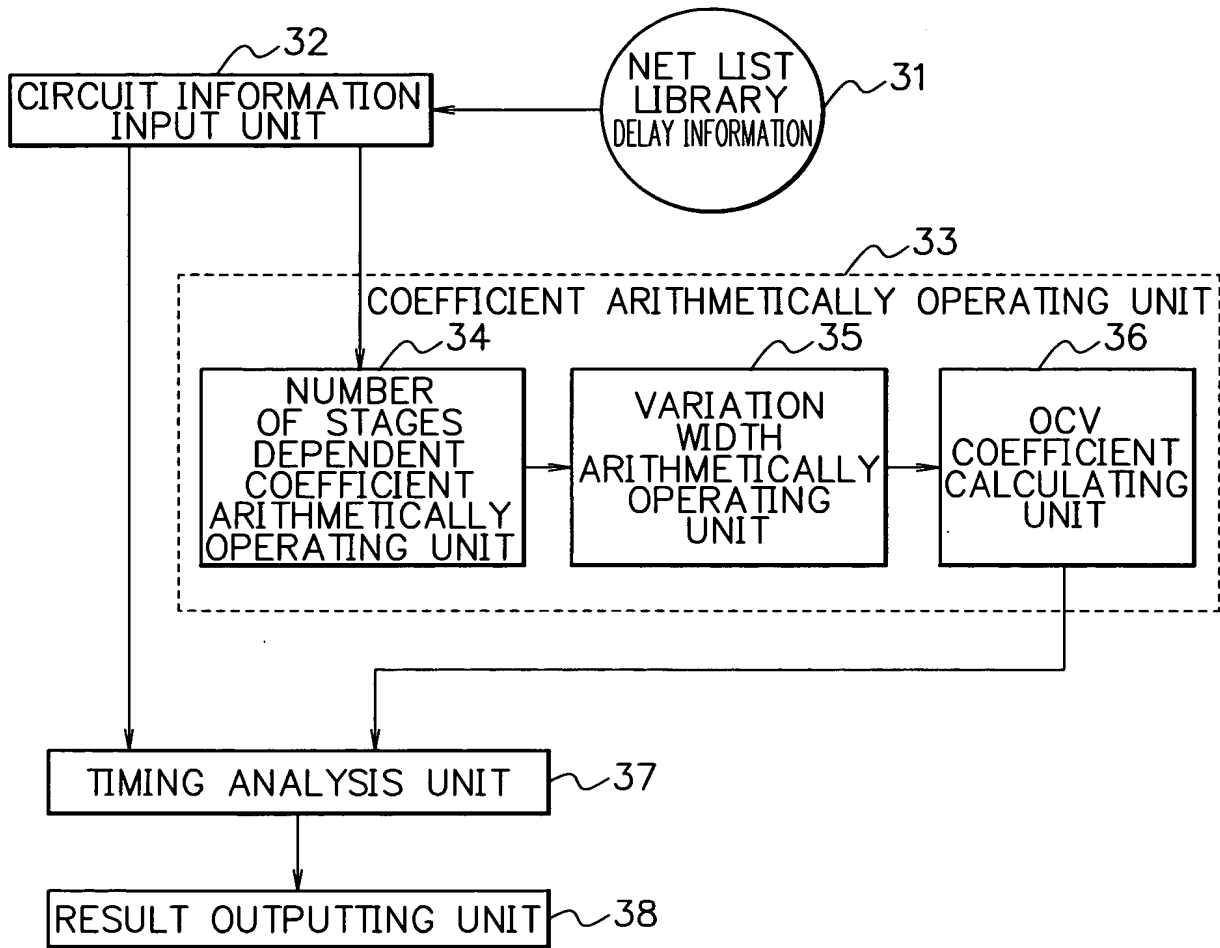 32
CIRCUIT INFORMATION
INPUT UNIT
NET LIST
LIBRARY
DELAY INFORMATION
31
33
COEFFICIENT ARITHMETICALLY OPERATING UNIT
34
NUMBER
OF STAGES
DEPENDENT
COEFFICIENT
ARITHMETICALLY
OPERATING UNIT
35
VARIATION
WIDTH
ARITHMETICALLY
OPERATING
UNIT
36
OCV
COEFFICIENT
CALCULATING
UNIT
TIMING ANALYSIS UNIT
37
RESULT OUTPUTTING UNIT
38